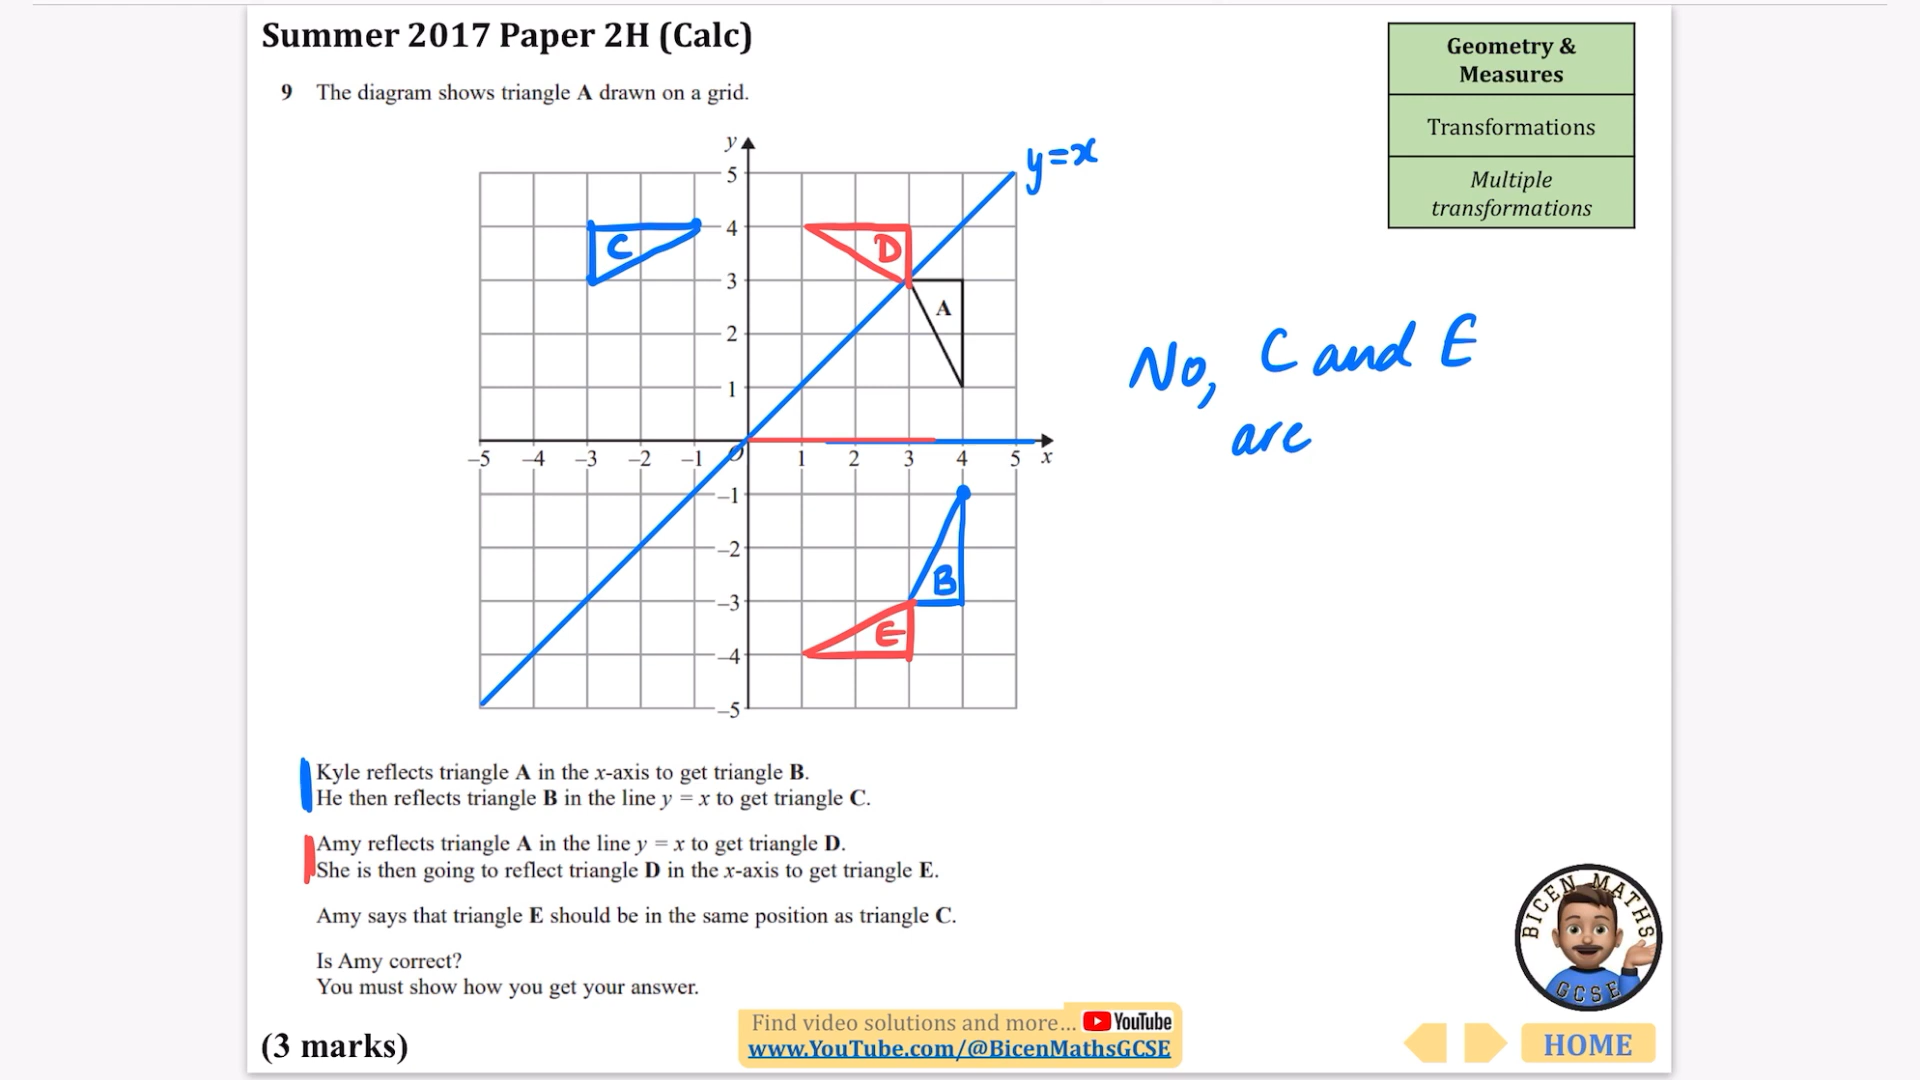 Summer 2017 Paper 2H (Calc)
Geometry &
Measures
Transformations
Multiple
transformations
9 The diagram shows triangle A drawn on a grid.
y
y=x
5
4
3
2
1
C
D
A
No, C and E
are
–5 –4 –3 –2 –1 O 1 2 3 4 5 x
–1
–2
–3
–4
–5
B
E
Kyle reflects triangle A in the x-axis to get triangle B.
He then reflects triangle B in the line y = x to get triangle C.
Amy reflects triangle A in the line y = x to get triangle D.
She is then going to reflect triangle D in the x-axis to get triangle E.
Amy says that triangle E should be in the same position as triangle C.
Is Amy correct?
You must show how you get your answer.
(3 marks)
Find video solutions and more... YouTube
www.YouTube.com/@BicenMathsGCSE
BICEN MATHS
GCSE
HOME